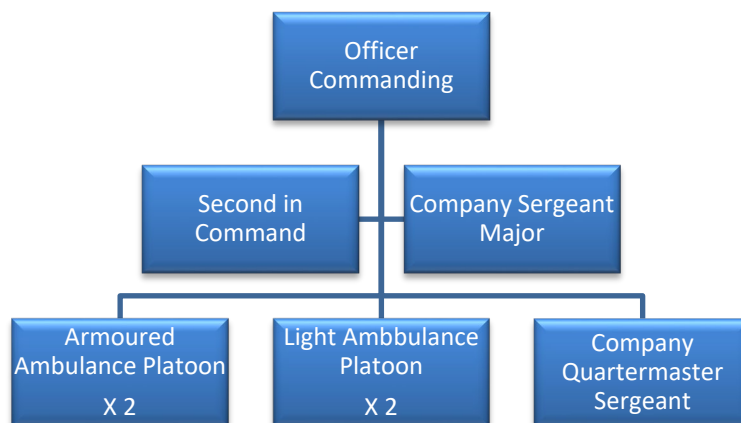 Officer
Commanding
Second in
Command
Company Sergeant
Major
Armoured
Ambulance Platoon
X 2
Light Ambbulance
Platoon
X 2
Company
Quartermaster
Sergeant